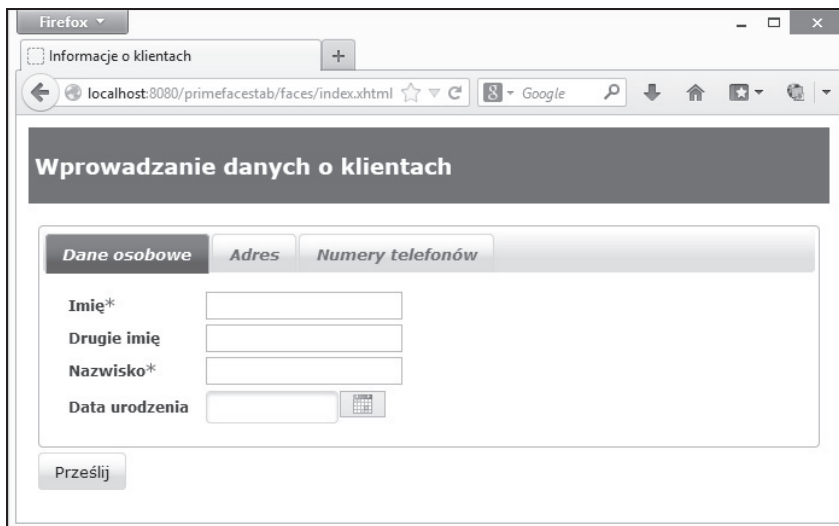 Firefox
Informacje o klientach
localhost:8080/primefacestab/faces/index.xhtml
8 Google
Wprowadzanie danych o klientach
Dane osobowe Adres Numery telefonów
Imię*
Drugie imię
Nazwisko*
Data urodzenia
Prześlij